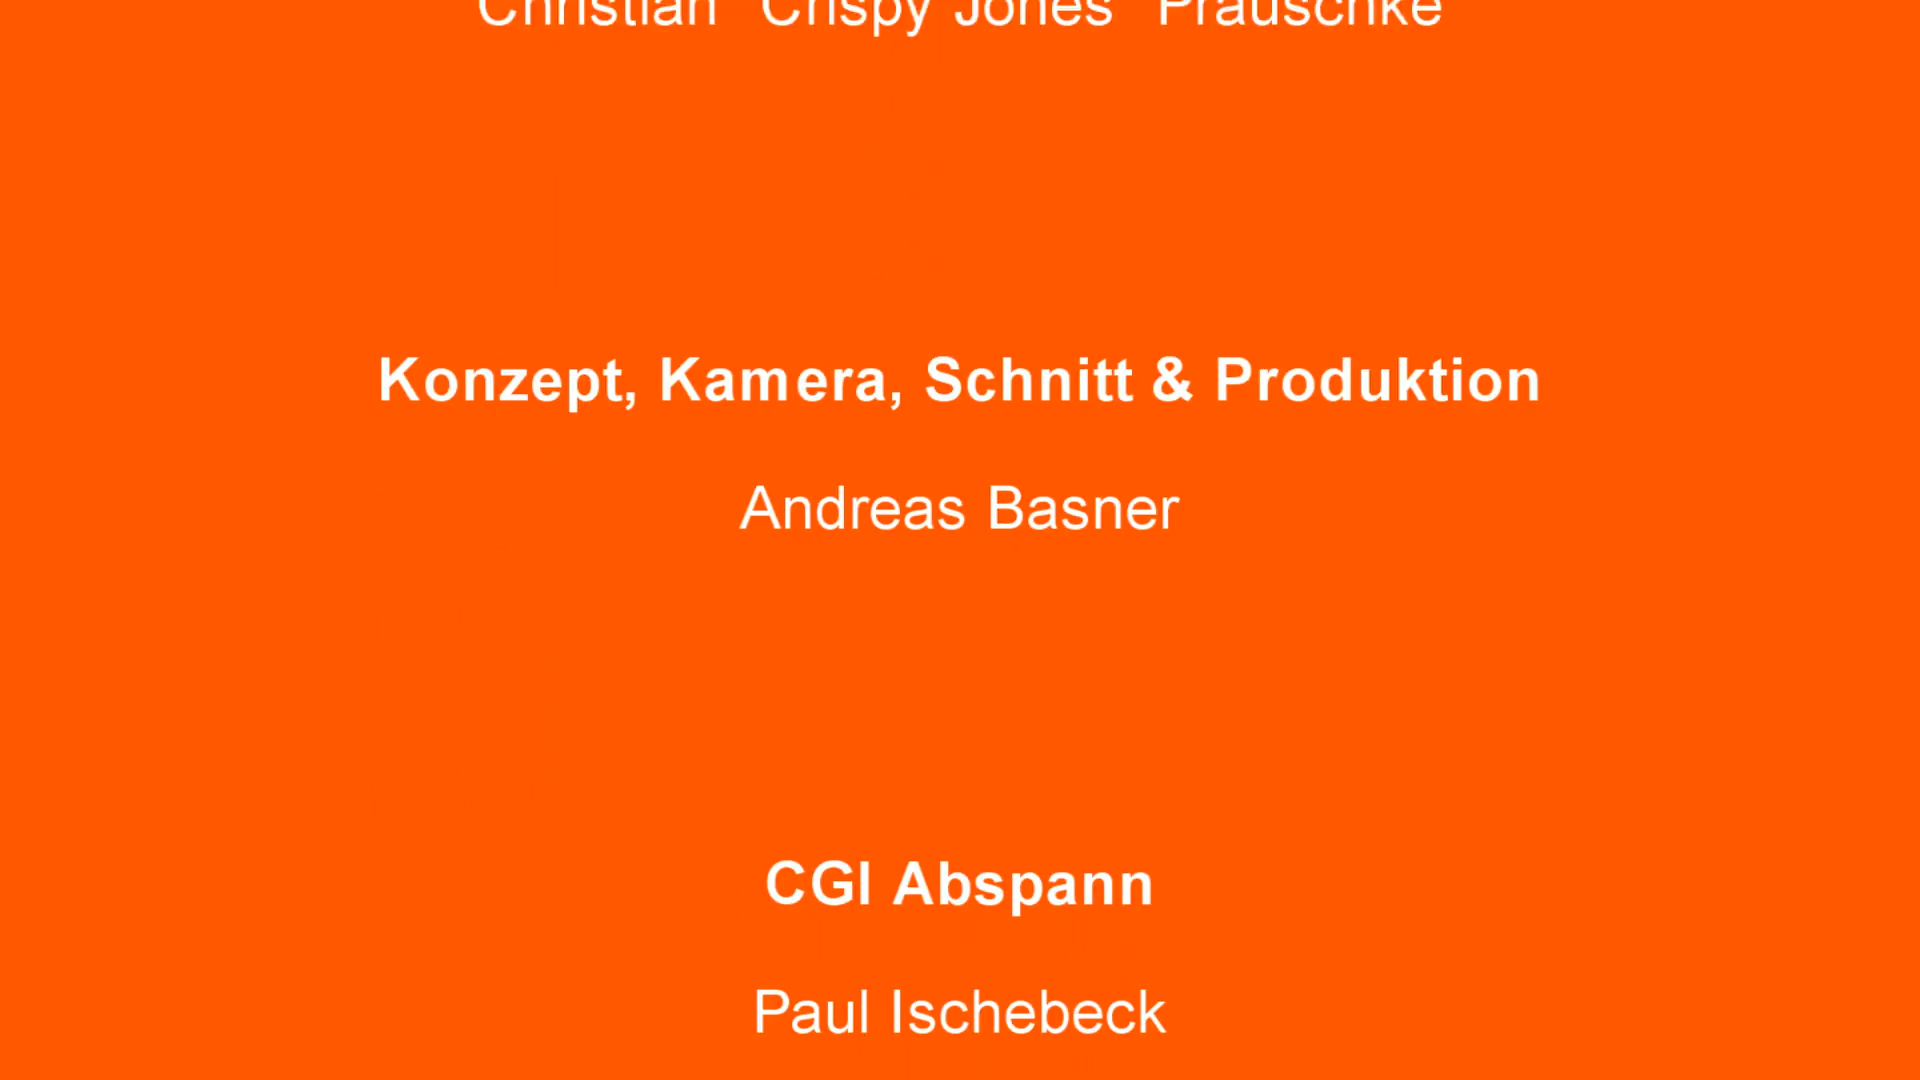 Christian Crispy Jones Prauschke
Konzept, Kamera, Schnitt & Produktion
Andreas Basner
CGI Abspann
Paul Ischebeck